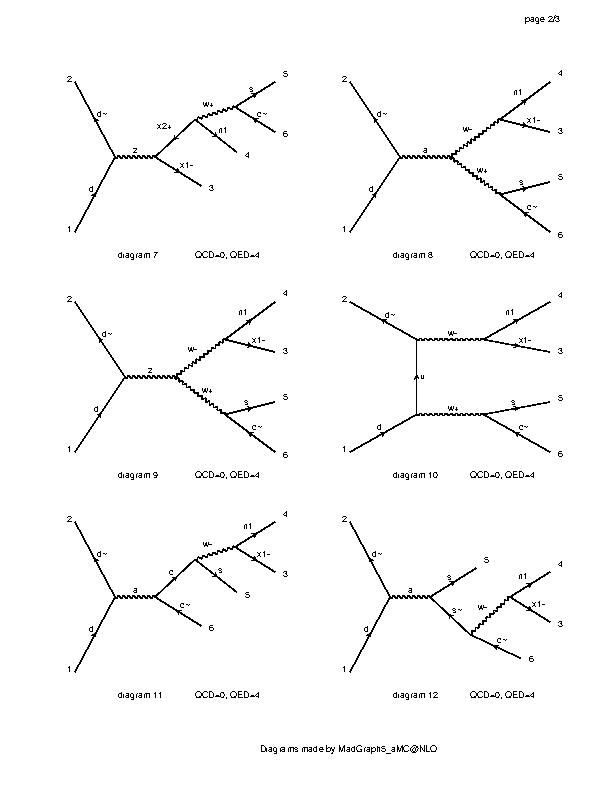 page 2/3
2
d~
d
1
z
x2+
w+
s
5
c~
6
n1
4
x1-
3
diagram 7 QCD=0, QED=4
2
d~
d
1
a
w-
n1
4
x1-
3
w+
s
5
c~
6
diagram 8 QCD=0, QED=4
2
d~
d
1
z
w-
n1
4
x1-
3
w+
s
5
c~
6
diagram 9 QCD=0, QED=4
2
d~
w-
n1
4
x1-
3
u
d
1
w+
s
5
c~
6
diagram 10 QCD=0, QED=4
2
d~
d
1
a
c
w-
n1
4
x1-
3
s
5
c~
6
diagram 11 QCD=0, QED=4
2
d~
d
1
a
s
5
s~
w-
n1
4
x1-
3
c~
6
diagram 12 QCD=0, QED=4
Diagrams made by MadGraph5_aMC@NLO